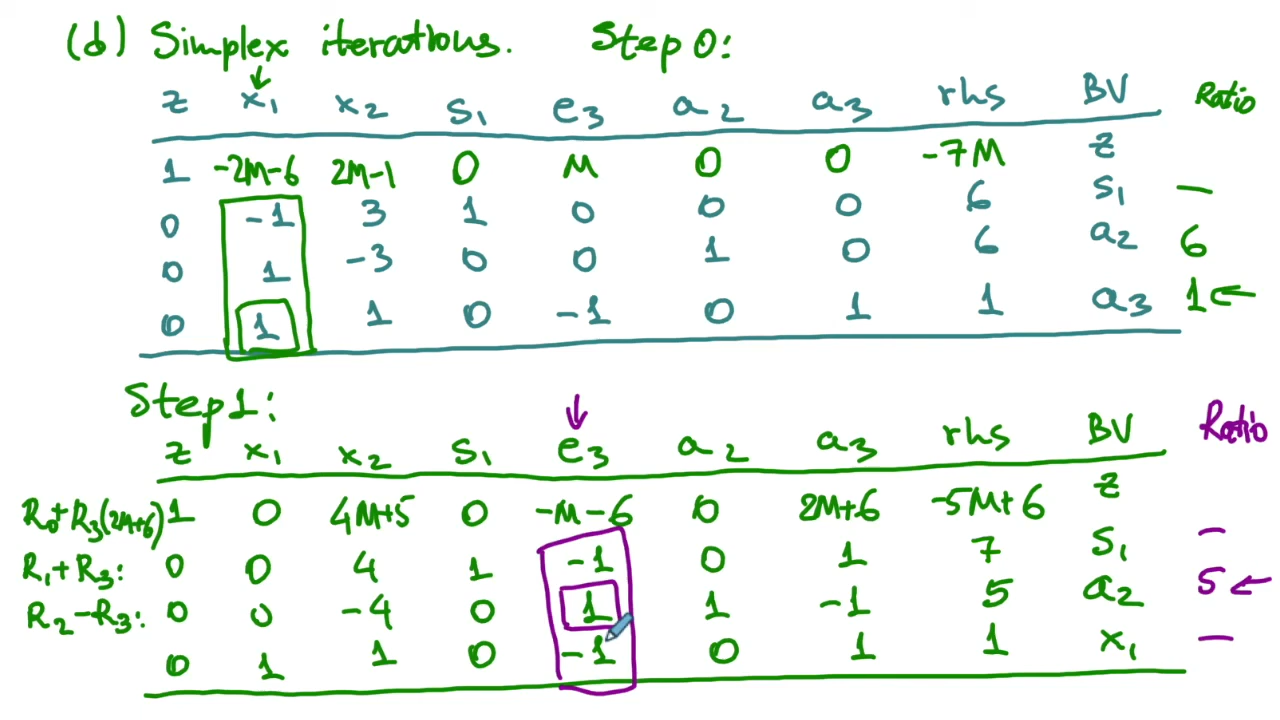 (d) Simplex iterations. Step 0:
z x₁ x₂ s₁ e₃ a₂ a₃ rhs BV Ratio
1 -2M-6 2M-1 0 M 0 0 -7M z
0 -1 3 1 0 0 0 6 s₁ —
0 1 -3 0 0 1 0 6 a₂ 6
0 1 1 0 -1 0 1 1 a₃ 1 ←
Step 1:
z x₁ x₂ s₁ e₃ a₂ a₃ rhs BV Ratio
R₀+R₃(2M+6) 1 0 4M+5 0 -M-6 0 2M+6 -5M+6 z
R₁+R₃: 0 0 4 1 -1 0 1 7 s₁ —
R₂-R₃: 0 0 -4 0 1 1 -1 5 a₂ 5 ←
0 1 1 0 -1 0 1 1 x₁ —